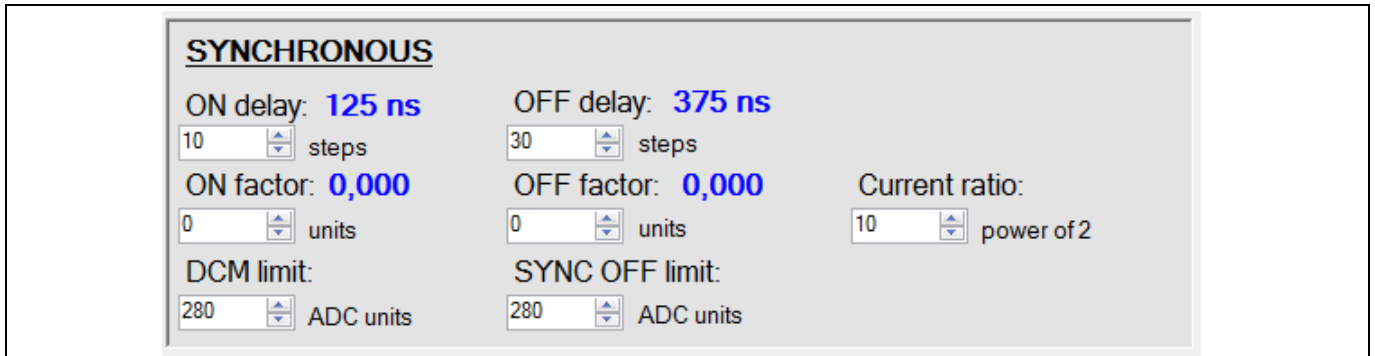 SYNCHRONOUS
ON delay: 125 ns OFF delay: 375 ns
10 steps 30 steps
ON factor: 0,000 OFF factor: 0,000 Current ratio:
0 units 0 units 10 power of 2
DCM limit: SYNC OFF limit:
280 ADC units 280 ADC units